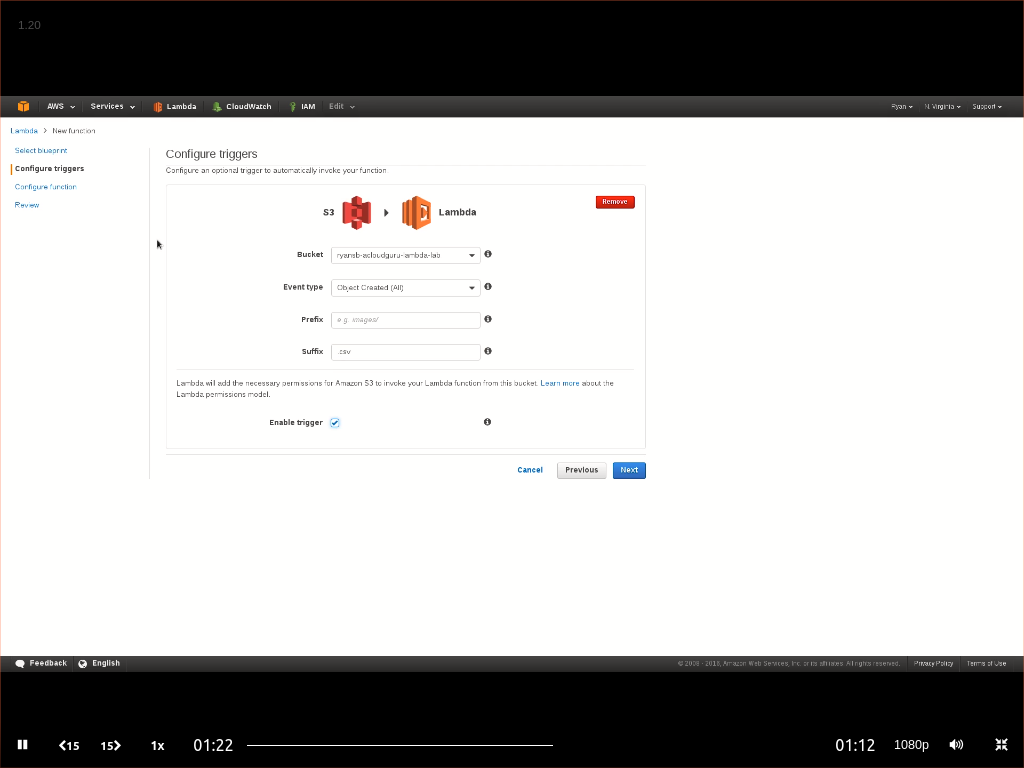 1.20
AWS Services Lambda CloudWatch IAM Edit Ryan N. Virginia Support
Lambda > New function
Select blueprint
Configure triggers
Configure function
Review
Configure triggers
Configure an optional trigger to automatically invoke your function
S3 Lambda
Remove
Bucket ryansb-acloudguru-lambda-lab
Event type Object Created (All)
Prefix e.g. images/
Suffix .csv
Lambda will add the necessary permissions for Amazon S3 to invoke your Lambda function from this bucket. Learn more about the
Lambda permissions model.
Enable trigger
Cancel Previous Next
Feedback English © 2008 - 2016, Amazon Web Services, Inc. or its affiliates. All rights reserved. Privacy Policy Terms of Use
15 15 1x 01:22 01:12 1080p